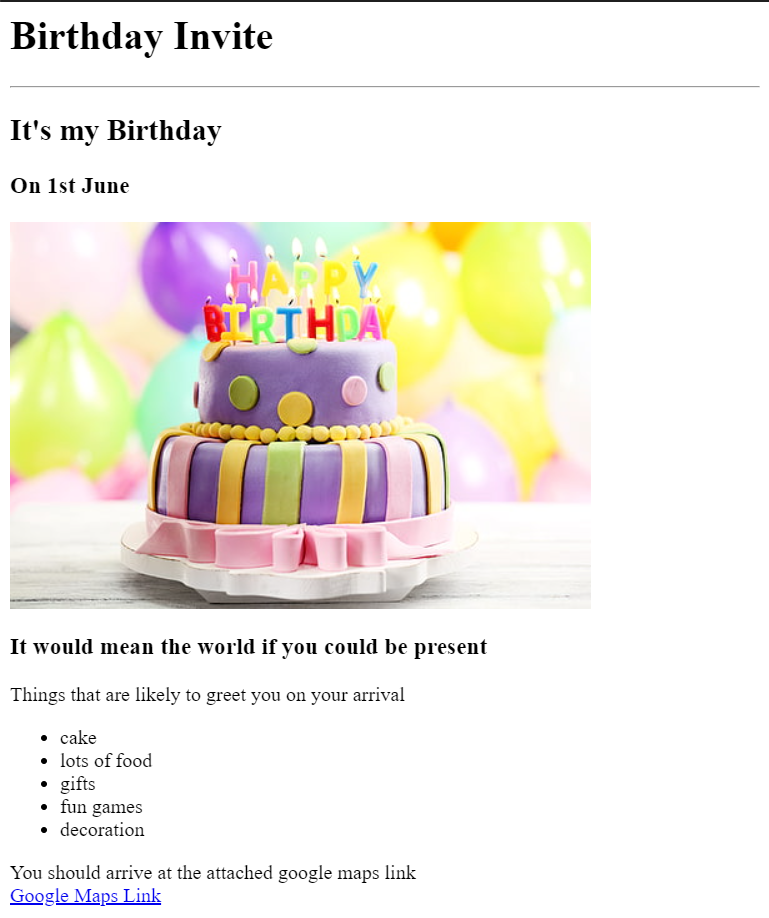 Birthday Invite
It's my Birthday
On 1st June
HAPPY
BIRTHDAY
It would mean the world if you could be present
Things that are likely to greet you on your arrival
cake
lots of food
gifts
fun games
decoration
You should arrive at the attached google maps link
Google Maps Link